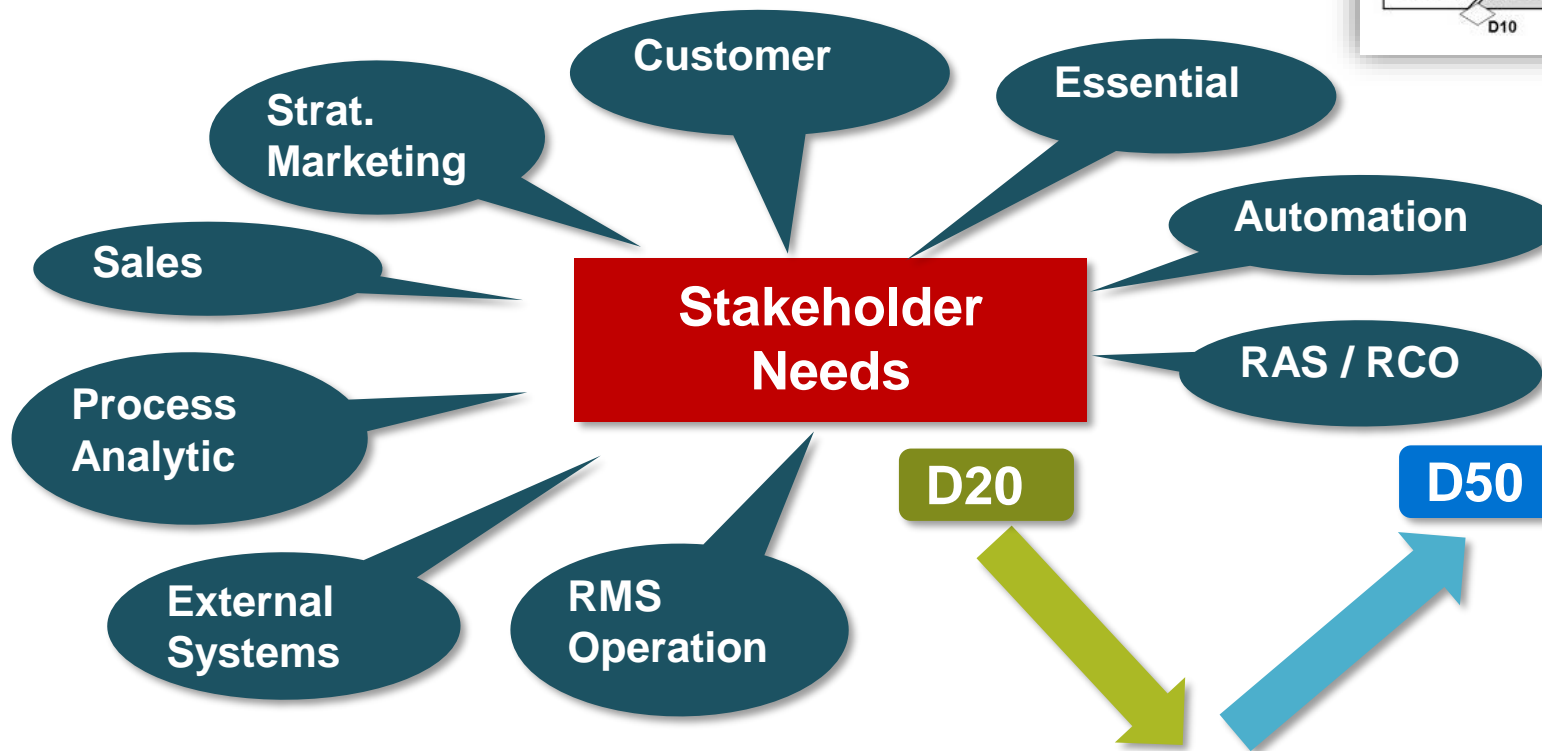 D10
Customer
Essential
Strat.
Marketing
Automation
Sales
Stakeholder
Needs
RAS / RCO
Process
Analytic
D20
D50
External
Systems
RMS
Operation